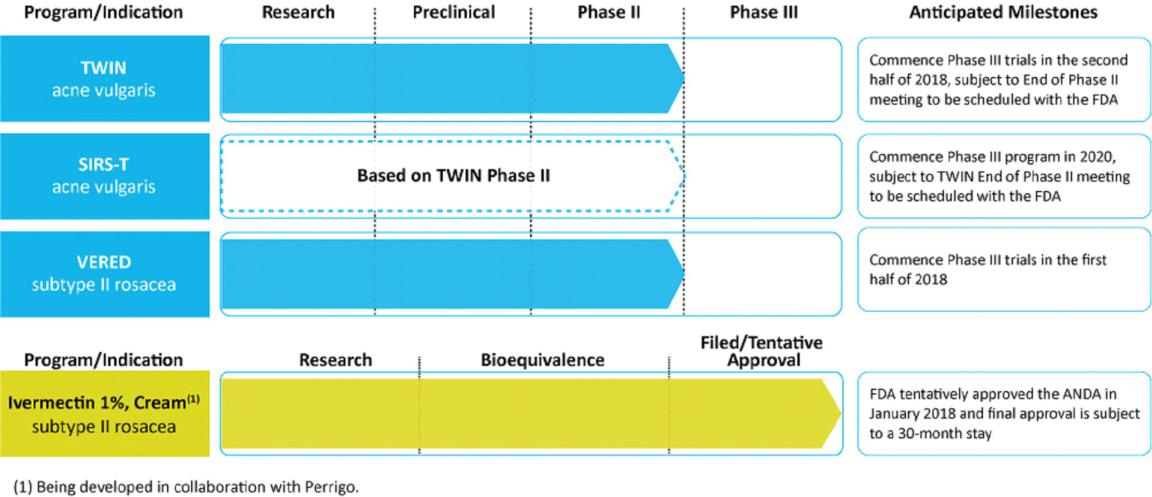 Program/Indication Research Preclinical Phase II Phase III Anticipated Milestones
TWIN
acne vulgaris
Commence Phase III trials in the second
half of 2018, subject to End of Phase II
meeting to be scheduled with the FDA
SIRS-T
acne vulgaris
Based on TWIN Phase II
Commence Phase III program in 2020,
subject to TWIN End of Phase II meeting
to be scheduled with the FDA
VERED
subtype II rosacea
Commence Phase III trials in the first
half of 2018
Program/Indication Research Bioequivalence Filed/Tentative
Approval
Ivermectin 1%, Cream(1)
subtype II rosacea
FDA tentatively approved the ANDA in
January 2018 and final approval is subject
to a 30-month stay
(1) Being developed in collaboration with Perrigo.